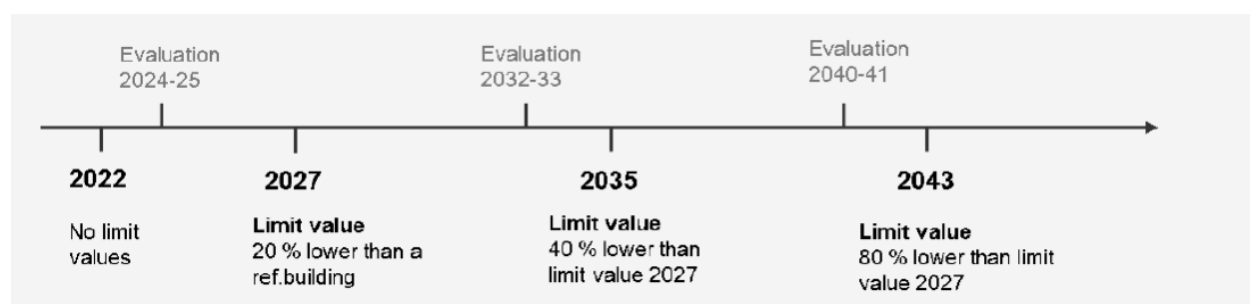 Evaluation
2024-25
Evaluation
2032-33
Evaluation
2040-41
2022
2027
2035
2043
No limit
values
Limit value
20 % lower than a
ref.building
Limit value
40 % lower than
limit value 2027
Limit value
80 % lower than limit
value 2027